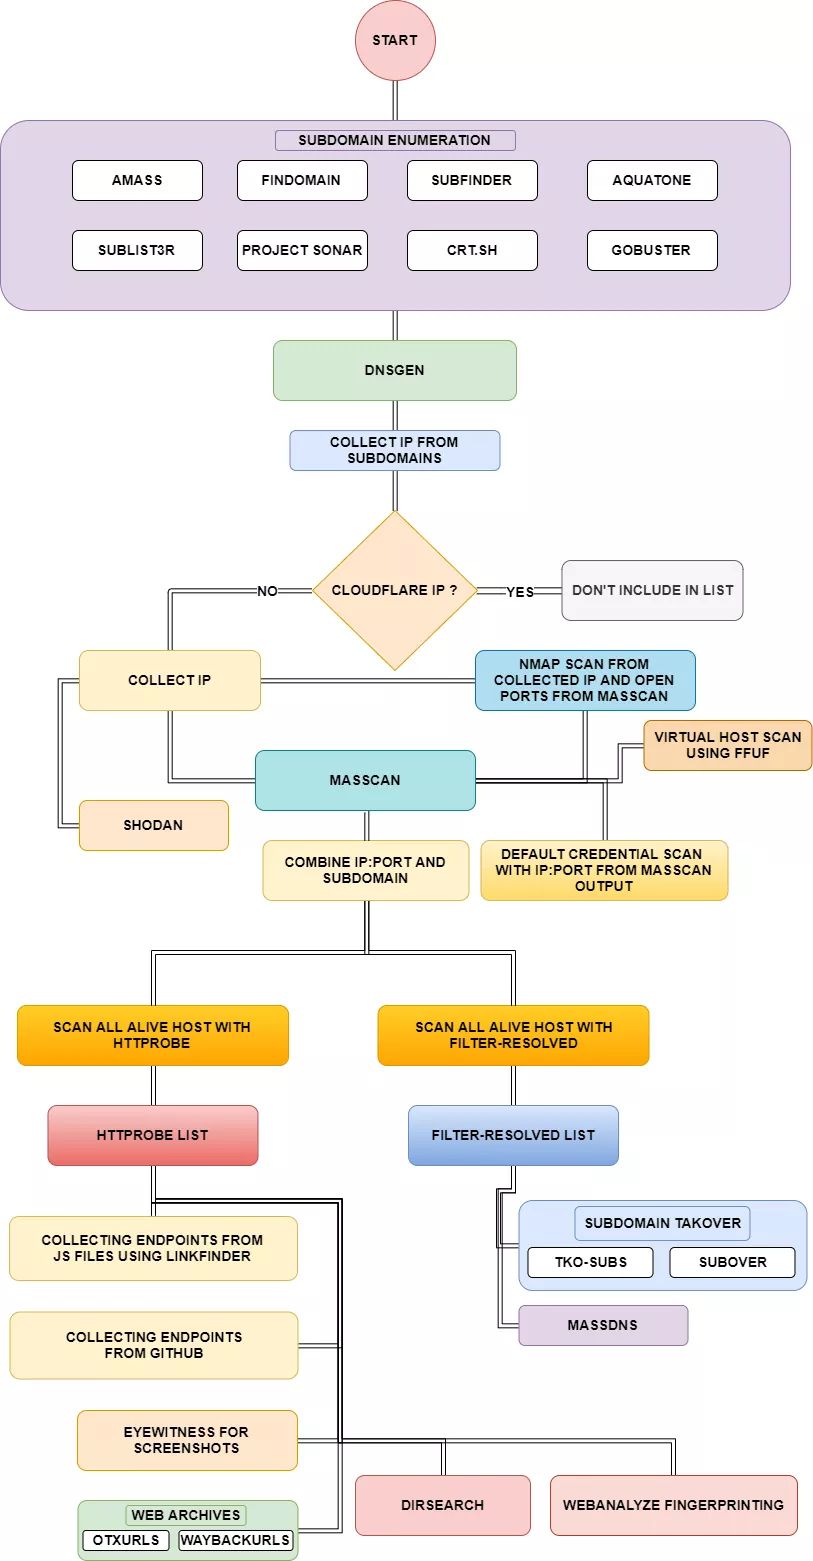 START
SUBDOMAIN ENUMERATION
AMASS
FINDOMAIN
SUBFINDER
AQUATONE
SUBLIST3R
PROJECT SONAR
CRT.SH
GOBUSTER
DNSGEN
COLLECT IP FROM
SUBDOMAINS
CLOUDFLARE IP ?
NO
YES
DON'T INCLUDE IN LIST
COLLECT IP
NMAP SCAN FROM
COLLECTED IP AND OPEN
PORTS FROM MASSCAN
VIRTUAL HOST SCAN
USING FFUF
MASSCAN
SHODAN
COMBINE IP:PORT AND
SUBDOMAIN
DEFAULT CREDENTIAL SCAN
WITH IP:PORT FROM MASSCAN
OUTPUT
SCAN ALL ALIVE HOST WITH
HTTPROBE
SCAN ALL ALIVE HOST WITH
FILTER-RESOLVED
HTTPROBE LIST
FILTER-RESOLVED LIST
COLLECTING ENDPOINTS FROM
JS FILES USING LINKFINDER
SUBDOMAIN TAKOVER
TKO-SUBS
SUBOVER
MASSDNS
COLLECTING ENDPOINTS
FROM GITHUB
EYEWITNESS FOR
SCREENSHOTS
DIRSEARCH
WEBANALYZE FINGERPRINTING
WEB ARCHIVES
OTXURLS
WAYBACKURLS